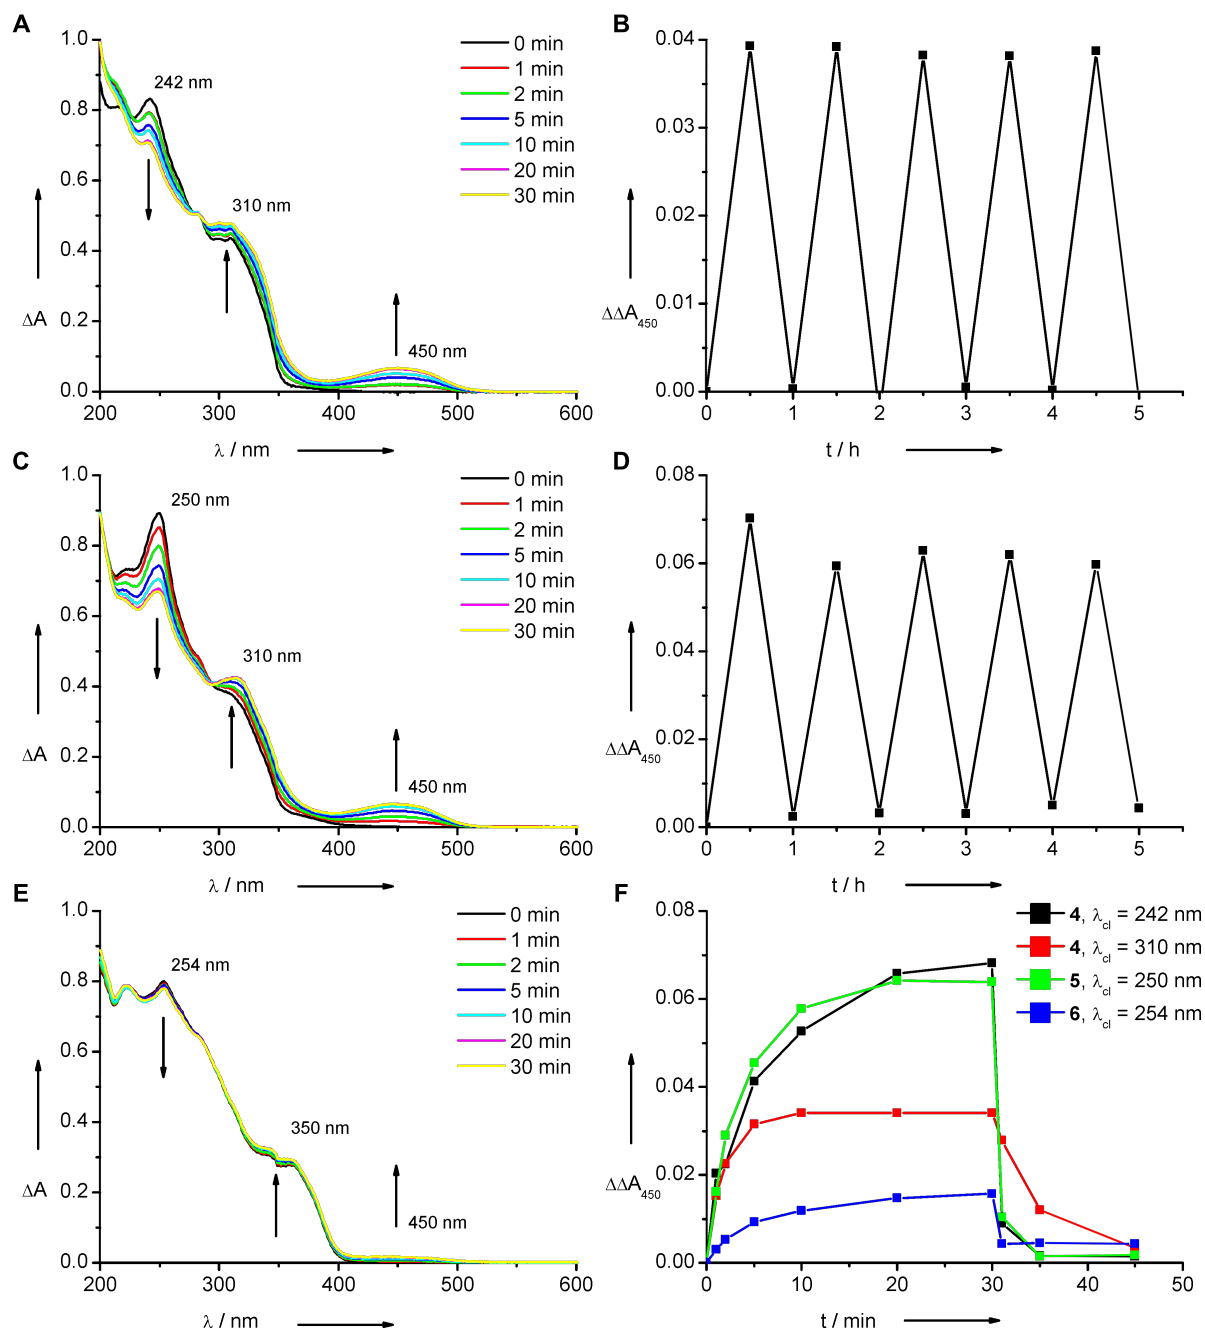 A
1.0
0.8
0.6
0.4
0.2
0.0
ΔA
242 nm
310 nm
450 nm
0 min
1 min
2 min
5 min
10 min
20 min
30 min
200 300 400 500 600
λ / nm
B
0.04
0.03
0.02
0.01
0.00
ΔΔA450
0 1 2 3 4 5
t / h
C
1.0
0.8
0.6
0.4
0.2
0.0
ΔA
250 nm
310 nm
450 nm
0 min
1 min
2 min
5 min
10 min
20 min
30 min
200 300 400 500 600
λ / nm
D
0.08
0.06
0.04
0.02
0.00
ΔΔA450
0 1 2 3 4 5
t / h
E
1.0
0.8
0.6
0.4
0.2
0.0
ΔA
254 nm
350 nm
450 nm
0 min
1 min
2 min
5 min
10 min
20 min
30 min
200 300 400 500 600
λ / nm
F
0.08
0.06
0.04
0.02
0.00
ΔΔA450
4, λcl = 242 nm
4, λcl = 310 nm
5, λcl = 250 nm
6, λcl = 254 nm
0 10 20 30 40 50
t / min